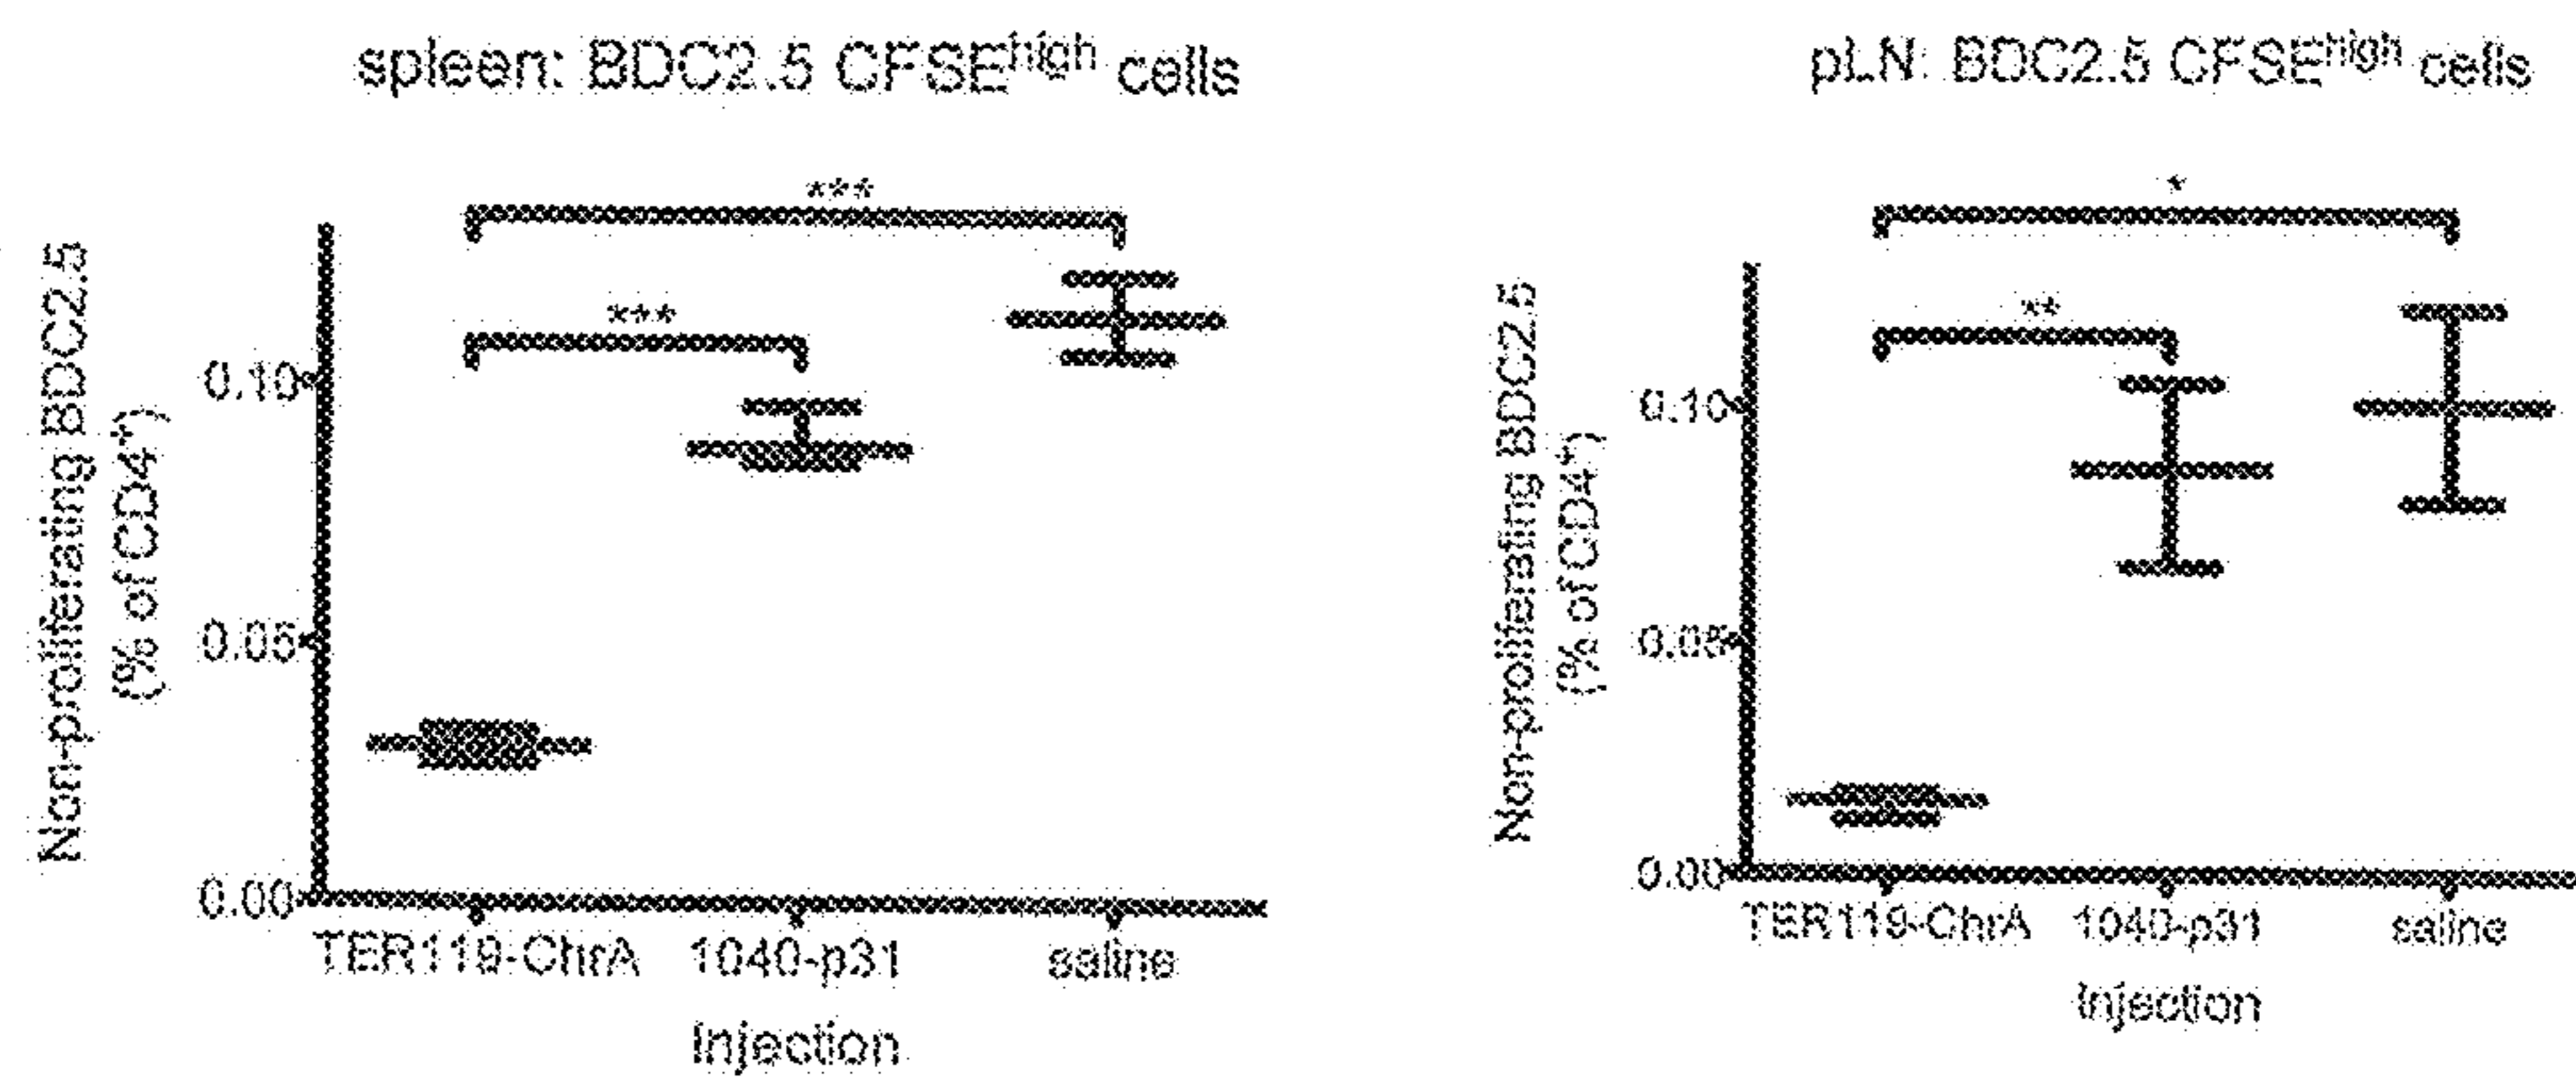 spleen: BDC2.5 CFSEhigh cells
***
***
Non-proliferating BDC2.5
(% of CD4+)
0.10
0.05
0.00
TER119-ChrA 1040-p31 saline
Injection
pLN: BDC2.5 CFSEhigh cells
*
**
Non-proliferating BDC2.5
(% of CD4+)
0.10
0.05
0.00
TER119-ChrA 1040-p31 saline
Injection